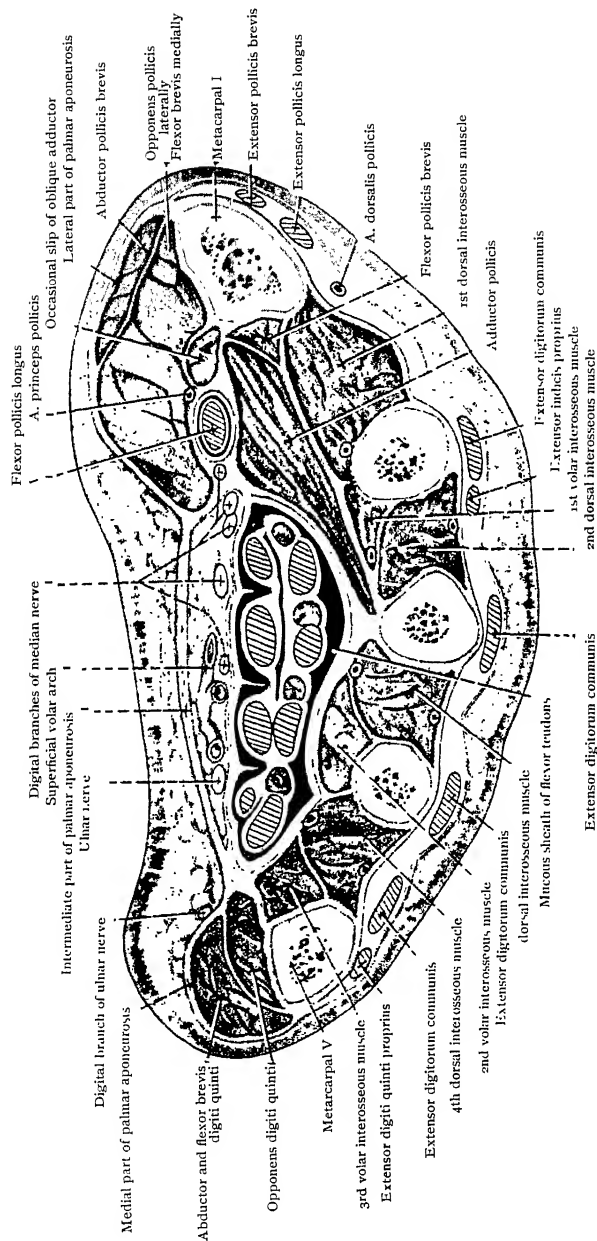 Flexor pollicis longus
A. princeps pollicis
Occasional slip of oblique adductor
Lateral part of palmar aponeurosis
Abductor pollicis brevis
Opponens pollicis
laterally
Flexor brevis medially
Metacarpal I
Extensor pollicis brevis
Extensor pollicis longus
A. dorsalis pollicis
Flexor pollicis brevis
1st dorsal interosseous muscle
Adductor pollicis
Extensor digitorum communis
Extensor indicis proprius
1st volar interosseous muscle
2nd dorsal interosseous muscle
Extensor digitorum communis
Digital branches of median nerve
Superficial volar arch
Intermediate part of palmar aponeurosis
Ulnar nerve
Digital branch of ulnar nerve
Medial part of palmar aponeurosis
Abductor and flexor brevis
digiti quinti
Opponens digiti quinti
Metarcarpal V
3rd volar interosseous muscle
Extensor digiti quinti proprius
Extensor digitorum communis
4th dorsal interosseous muscle
2nd volar interosseous muscle
Extensor digitorum communis
dorsal interosseous muscle
Mucous sheath of flexor tendons